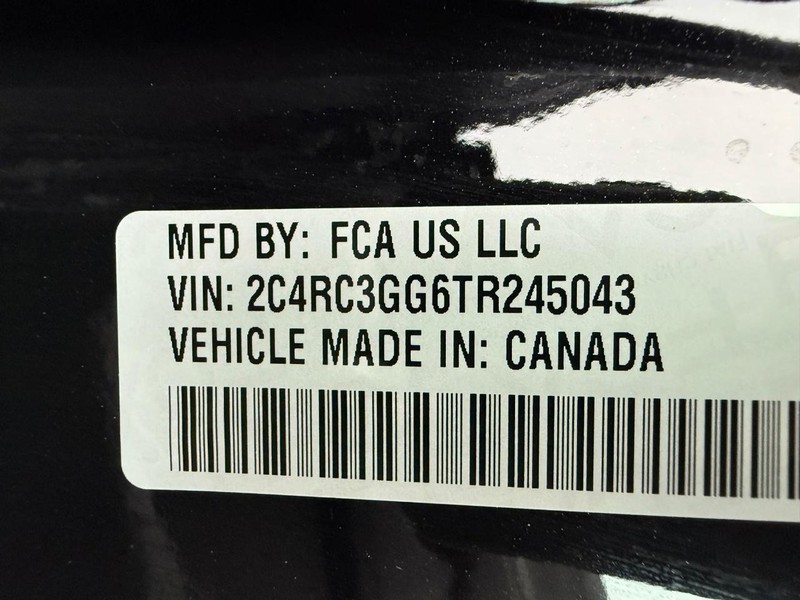 MFD BY: FCA US LLC
VIN: 2C4RC3GG6TR245043
VEHICLE MADE IN: CANADA